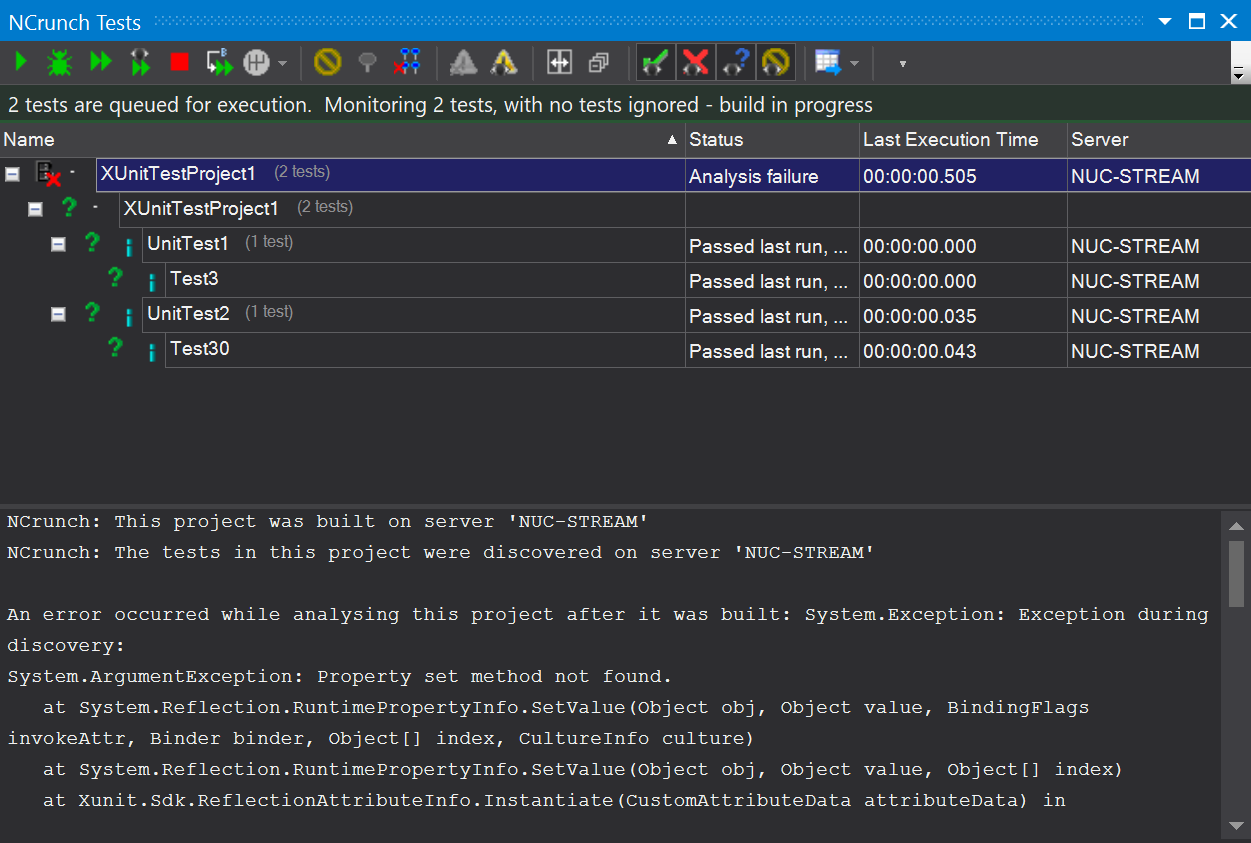 NCrunch Tests
2 tests are queued for execution.  Monitoring 2 tests, with no tests ignored - build in progress
Name Status Last Execution Time Server
XUnitTestProject1 (2 tests) Analysis failure 00:00:00.505 NUC-STREAM
XUnitTestProject1 (2 tests)
UnitTest1 (1 test) Passed last run, ... 00:00:00.000 NUC-STREAM
Test3 Passed last run, ... 00:00:00.000 NUC-STREAM
UnitTest2 (1 test) Passed last run, ... 00:00:00.035 NUC-STREAM
Test30 Passed last run, ... 00:00:00.043 NUC-STREAM
NCrunch: This project was built on server 'NUC-STREAM'
NCrunch: The tests in this project were discovered on server 'NUC-STREAM'
An error occurred while analysing this project after it was built: System.Exception: Exception during
discovery:
System.ArgumentException: Property set method not found.
at System.Reflection.RuntimePropertyInfo.SetValue(Object obj, Object value, BindingFlags
invokeAttr, Binder binder, Object[] index, CultureInfo culture)
at System.Reflection.RuntimePropertyInfo.SetValue(Object obj, Object value, Object[] index)
at Xunit.Sdk.ReflectionAttributeInfo.Instantiate(CustomAttributeData attributeData) in